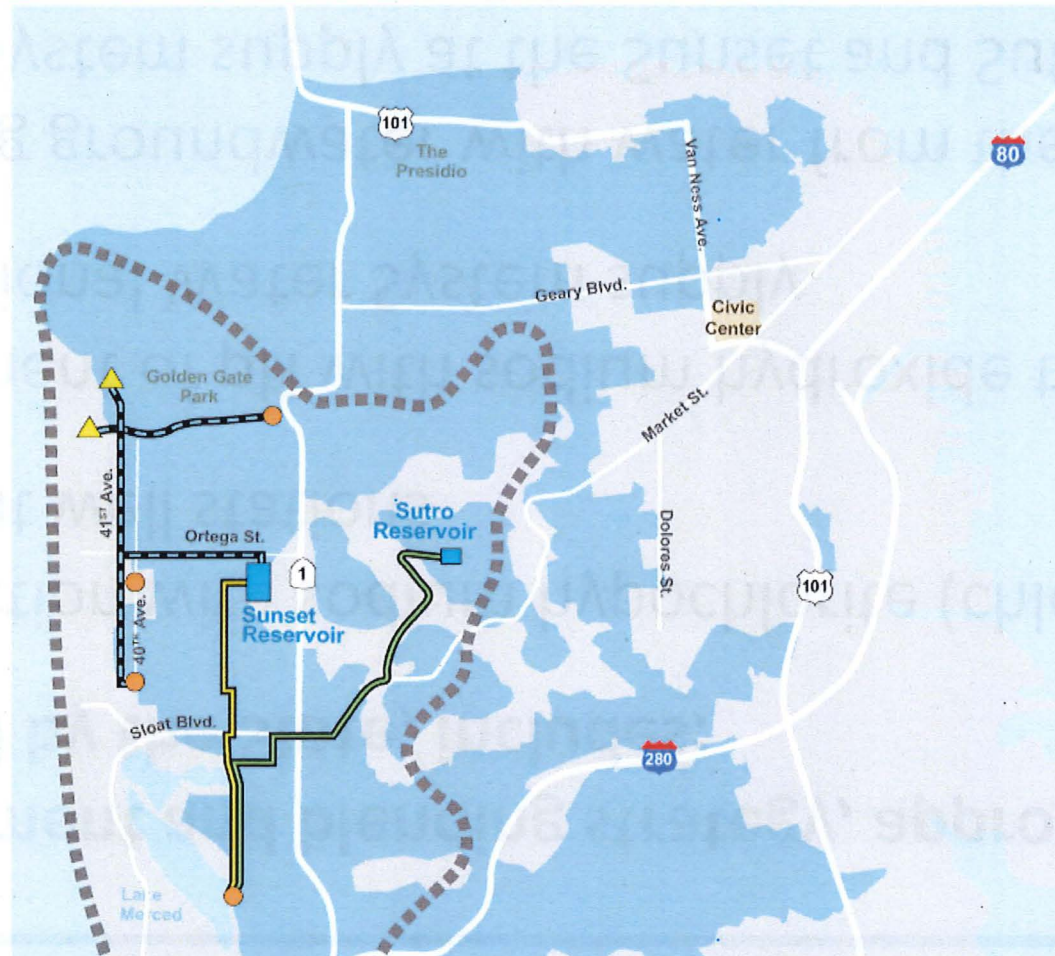 101
The
Presidio
80
Van Ness Ave.
Geary Blvd.
Civic
Center
Golden Gate
Park
Market St.
41ST Ave.
Ortega St.
Sutro
Reservoir
Dolores St.
1
101
Sunset
Reservoir
40TH Ave.
Sloat Blvd.
280
Lake
Merced